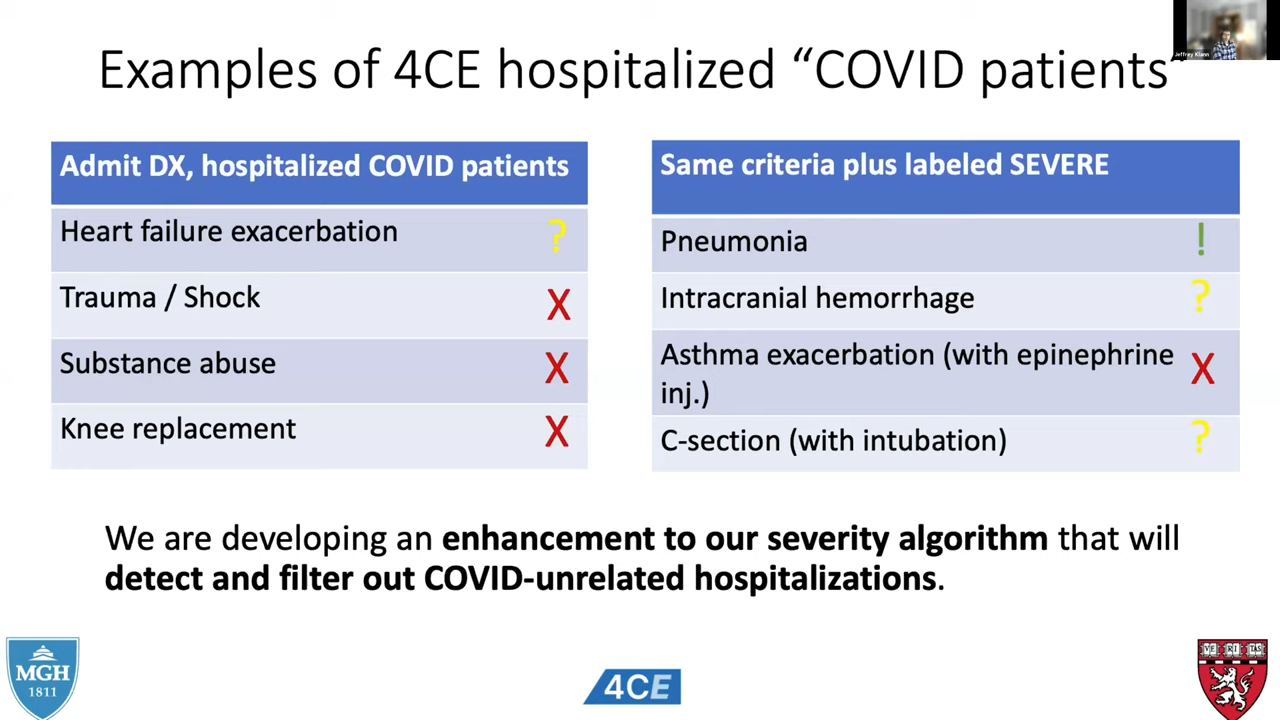 Jeffrey Klann
Examples of 4CE hospitalized “COVID patients”
Admit DX, hospitalized COVID patients
Heart failure exacerbation ?
Trauma / Shock X
Substance abuse X
Knee replacement X
Same criteria plus labeled SEVERE
Pneumonia !
Intracranial hemorrhage ?
Asthma exacerbation (with epinephrine
inj.) X
C-section (with intubation) ?
We are developing an enhancement to our severity algorithm that will
detect and filter out COVID-unrelated hospitalizations.
MGH
1811
4CE
VE RI TAS